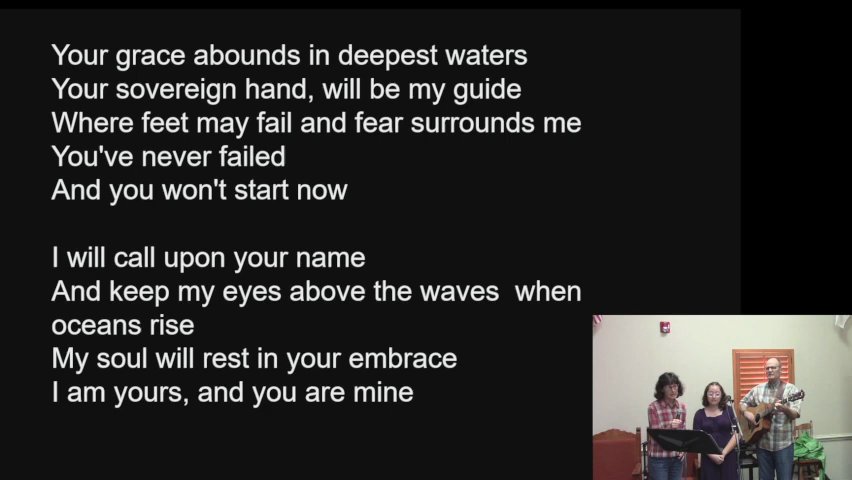 Your grace abounds in deepest waters
Your sovereign hand, will be my guide
Where feet may fail and fear surrounds me
You've never failed
And you won't start now
I will call upon your name
And keep my eyes above the waves  when
oceans rise
My soul will rest in your embrace
I am yours, and you are mine